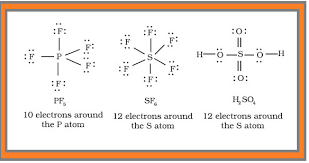 :F:
:F
P
F:
F:
:F:
:F:
:F
F:
S
:F
F:
:F:
:O:
H—O—S—O—H
:O:
PF5
SF6
H2SO4
10 electrons around
the P atom
12 electrons around
the S atom
12 electrons around
the S atom